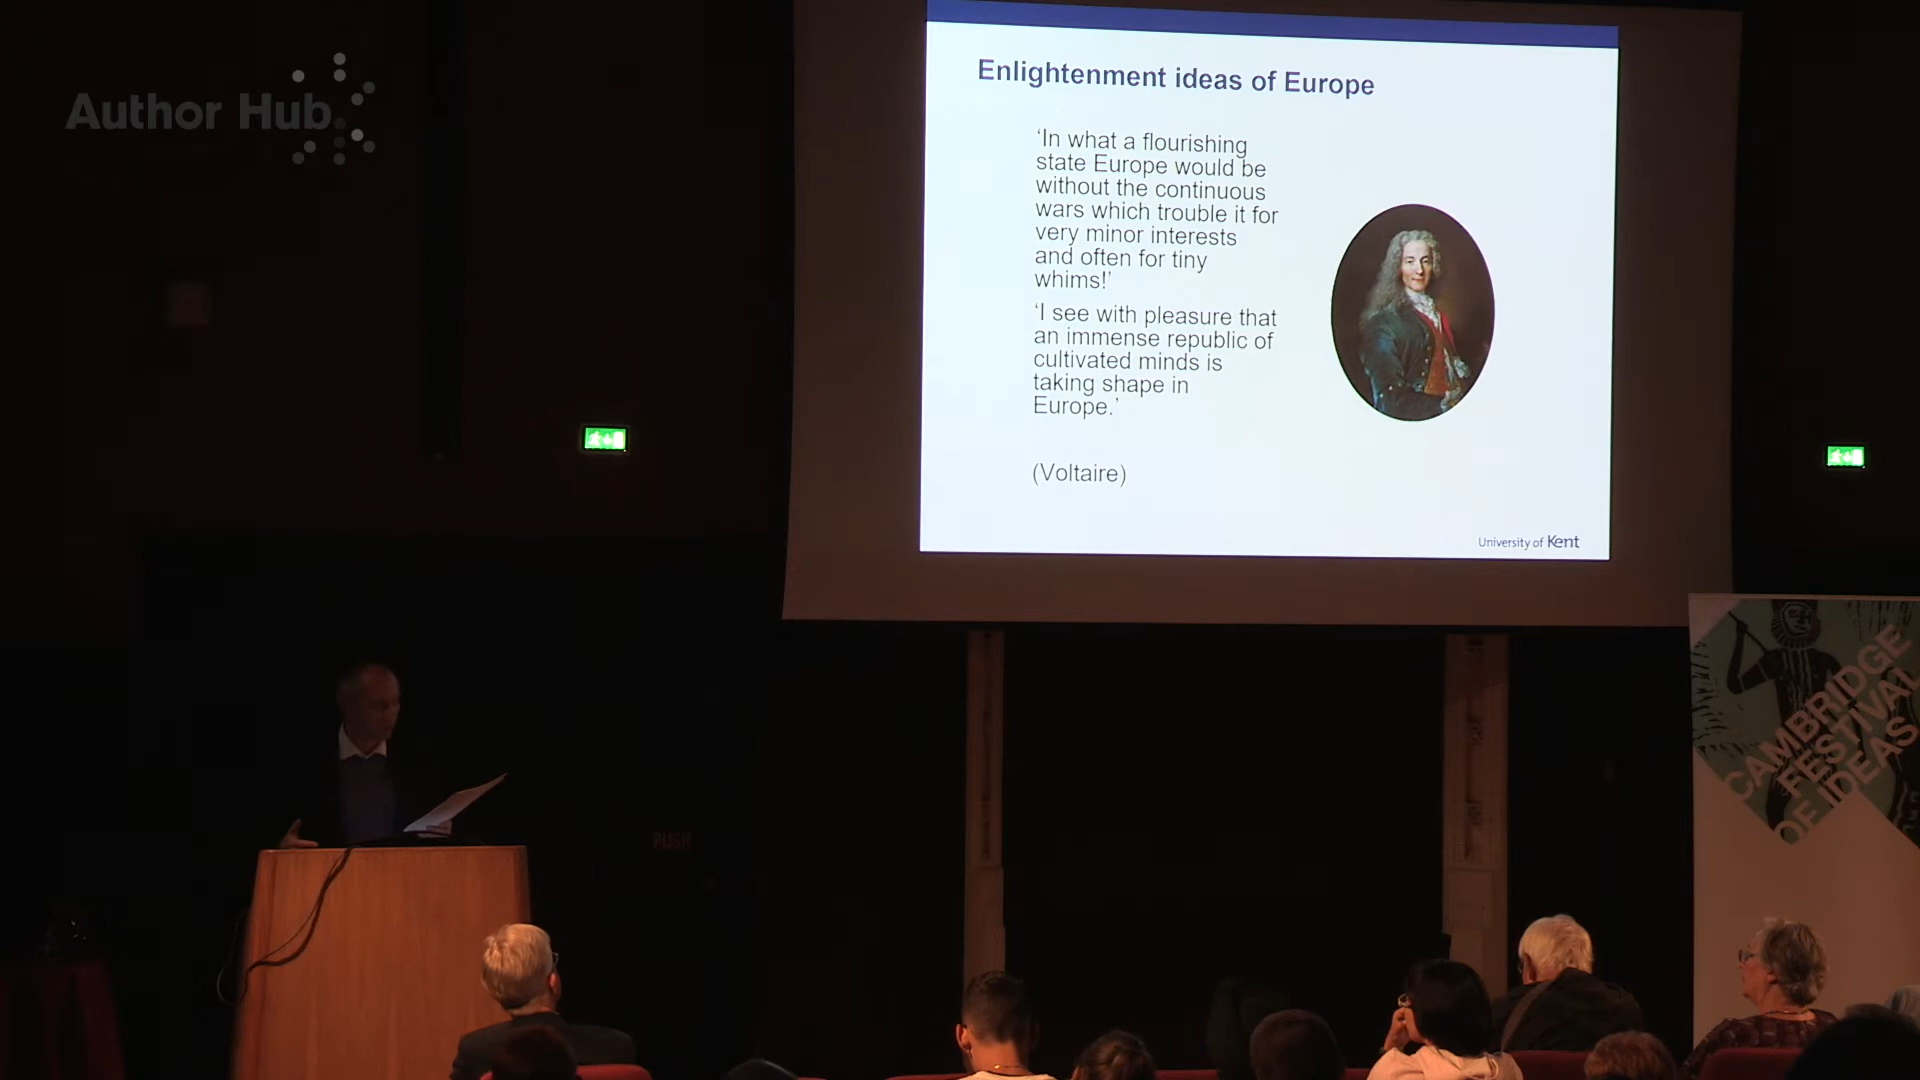 Author Hub
Enlightenment ideas of Europe
‘In what a flourishing
state Europe would be
without the continuous
wars which trouble it for
very minor interests
and often for tiny
whims!’
‘I see with pleasure that
an immense republic of
cultivated minds is
taking shape in
Europe.’
(Voltaire)
University of Kent
PUSH
CAMBRIDGE
FESTIVAL
OF IDEAS